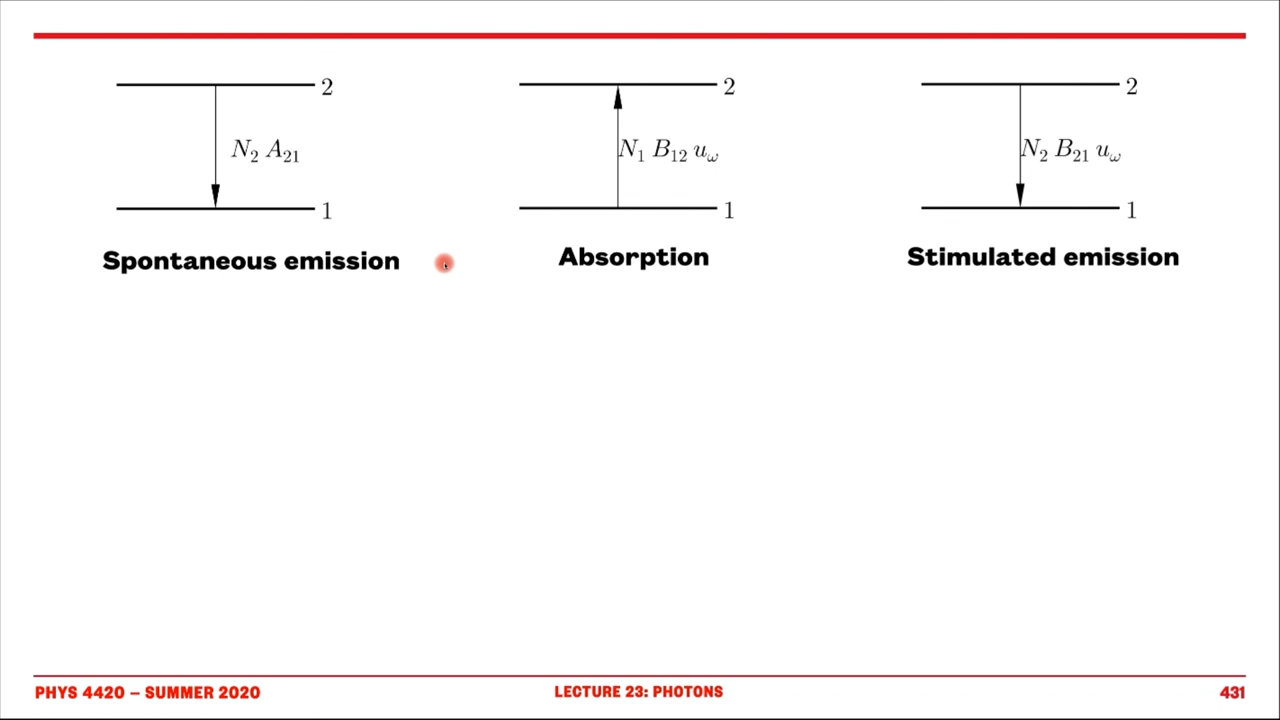 2 2 2
N₂ A₂₁ N₁ B₁₂ u_ω N₂ B₂₁ u_ω
1 1 1
Spontaneous emission Absorption Stimulated emission
PHYS 4420 – SUMMER 2020 LECTURE 23: PHOTONS 431